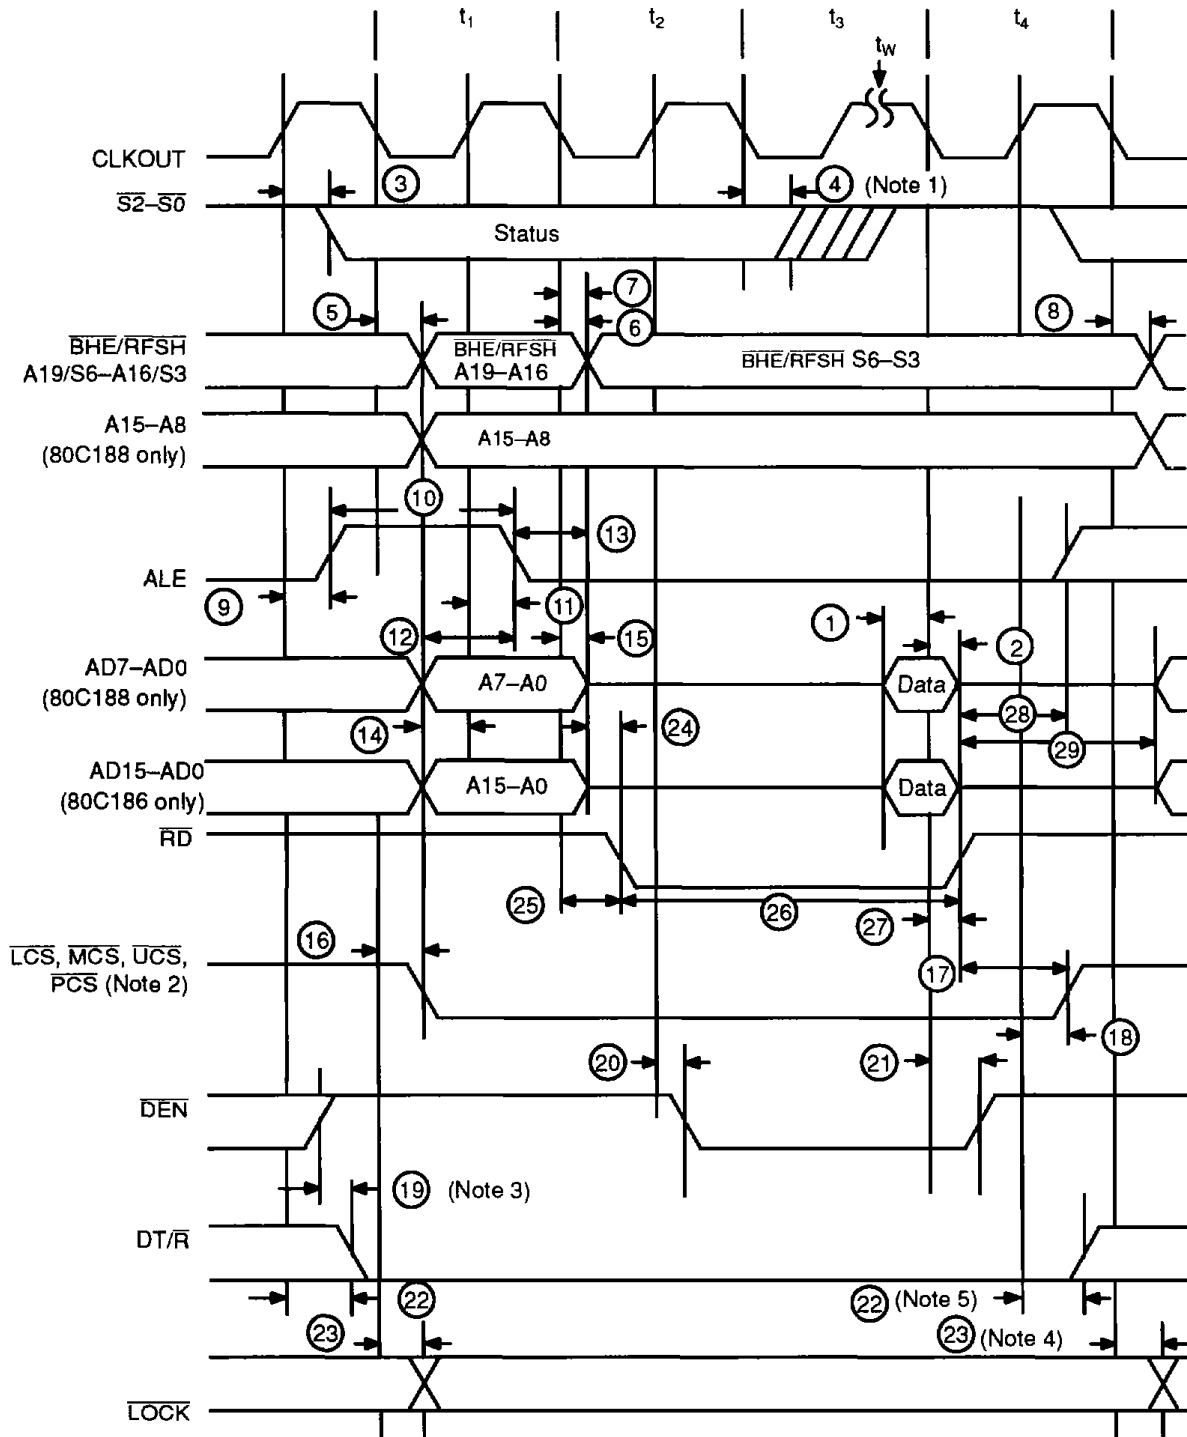 t1 t2 t3 t4
tW
CLKOUT
3
4 (Note 1)
S2–S0
Status
7
5
6
8
BHE/RFSH
A19/S6–A16/S3
BHE/RFSH
A19–A16
BHE/RFSH S6–S3
A15–A8
(80C188 only)
A15–A8
10
13
ALE
9
11
1
12
15
2
AD7–AD0
(80C188 only)
A7–A0
Data
28
14
24
29
AD15–AD0
(80C186 only)
A15–A0
Data
RD
25
26
27
16
LCS, MCS, UCS,
PCS (Note 2)
17
18
20
21
DEN
19 (Note 3)
DT/R
22
22 (Note 5)
23
23 (Note 4)
LOCK